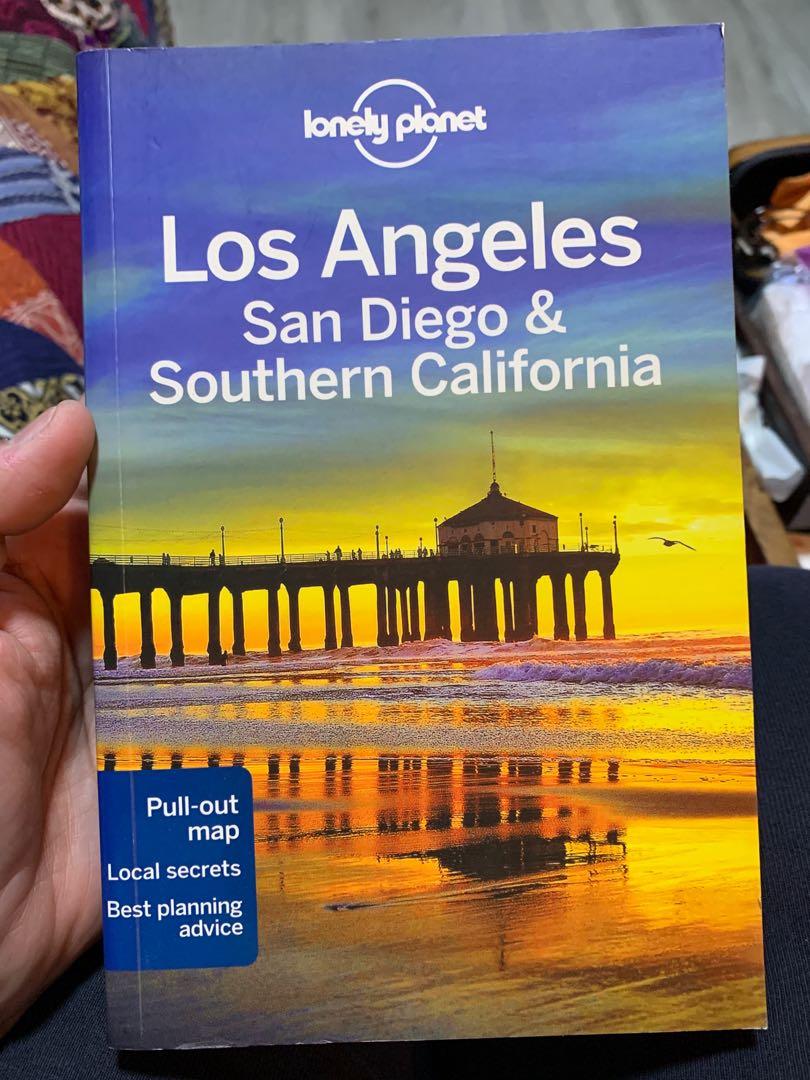 lonely planet
Los Angeles
San Diego &
Southern California
Pull-out
map
Local secrets
Best planning
advice